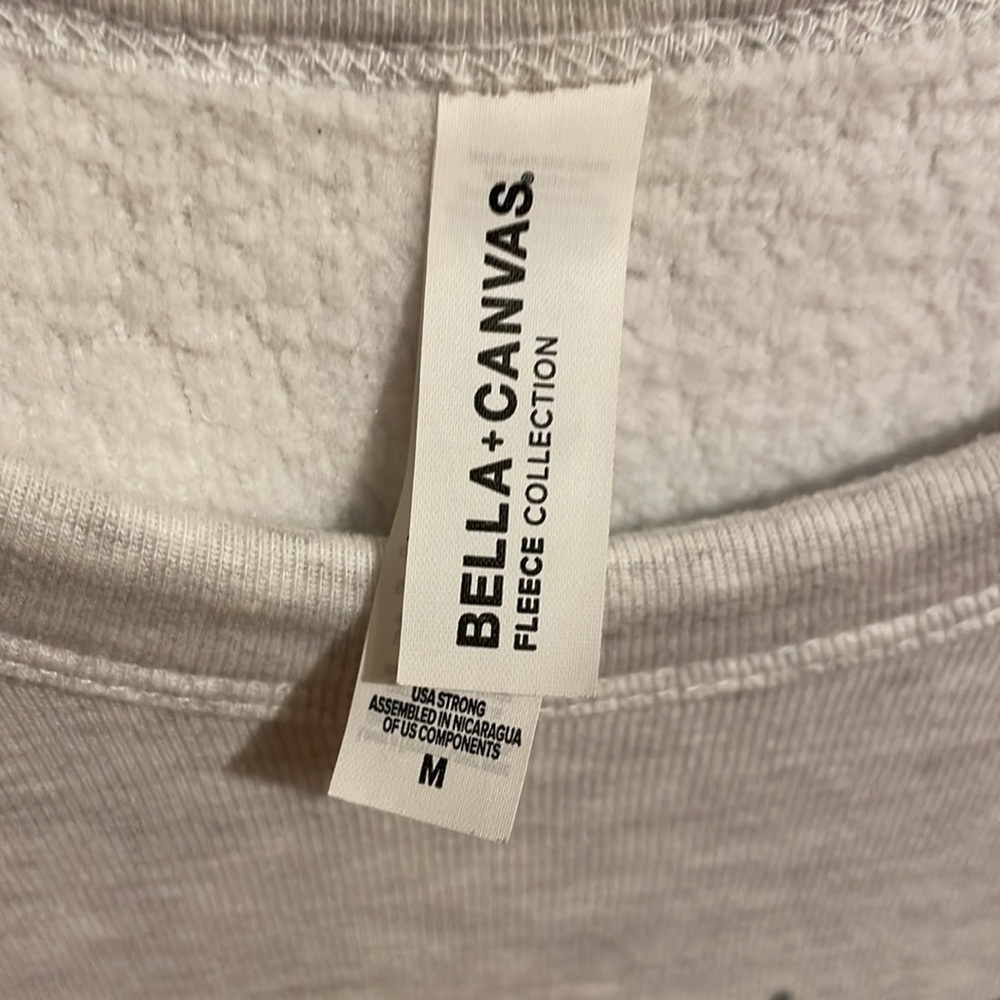 BELLA+CANVAS®
FLEECE COLLECTION
USA STRONG
ASSEMBLED IN NICARAGUA
OF US COMPONENTS
M